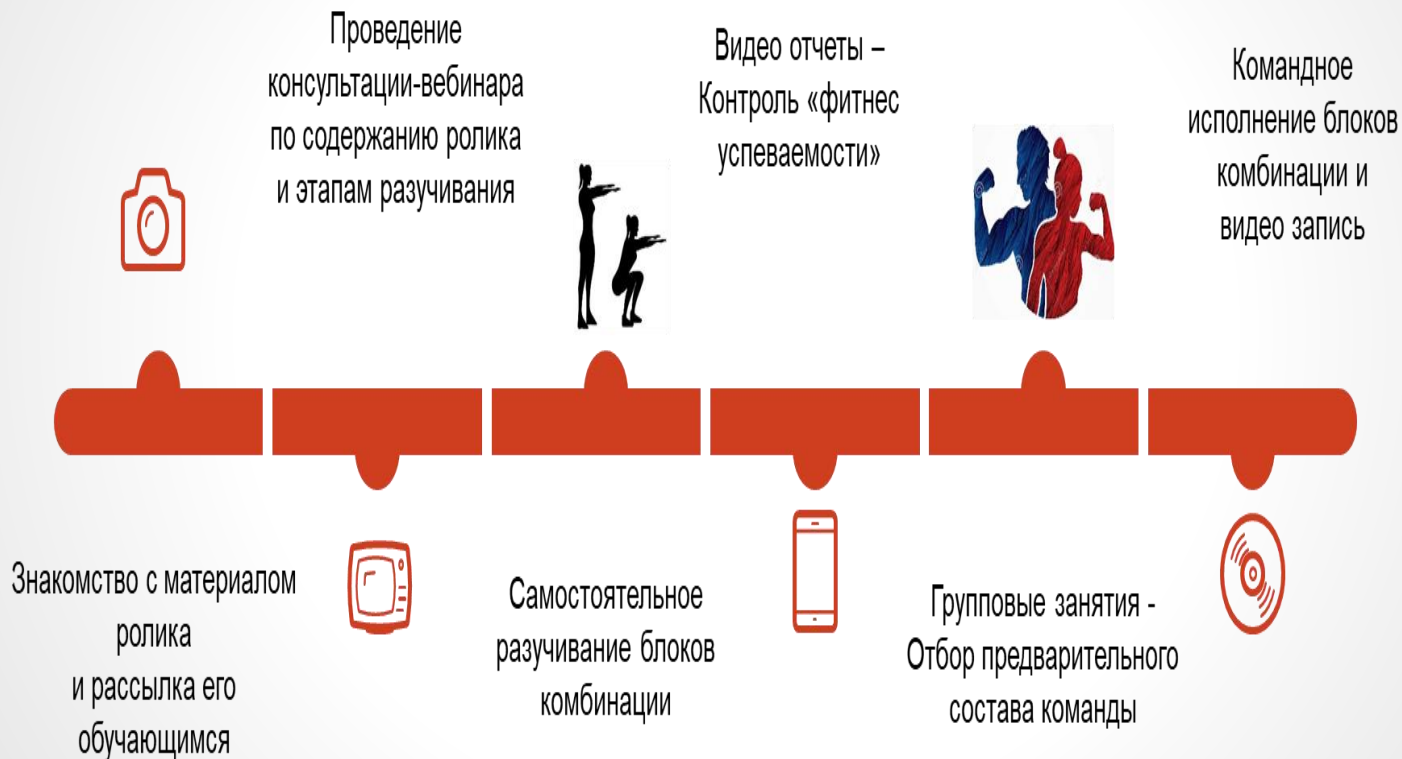 Знакомство с материалом
ролика
и рассылка его
обучающимся
Проведение
консультации-вебинара
по содержанию ролика
и этапам разучивания
Самостоятельное
разучивание блоков
комбинации
Видео отчеты –
Контроль «фитнес
успеваемости»
Групповые занятия -
Отбор предварительного
состава команды
Командное
исполнение блоков
комбинации и
видео запись